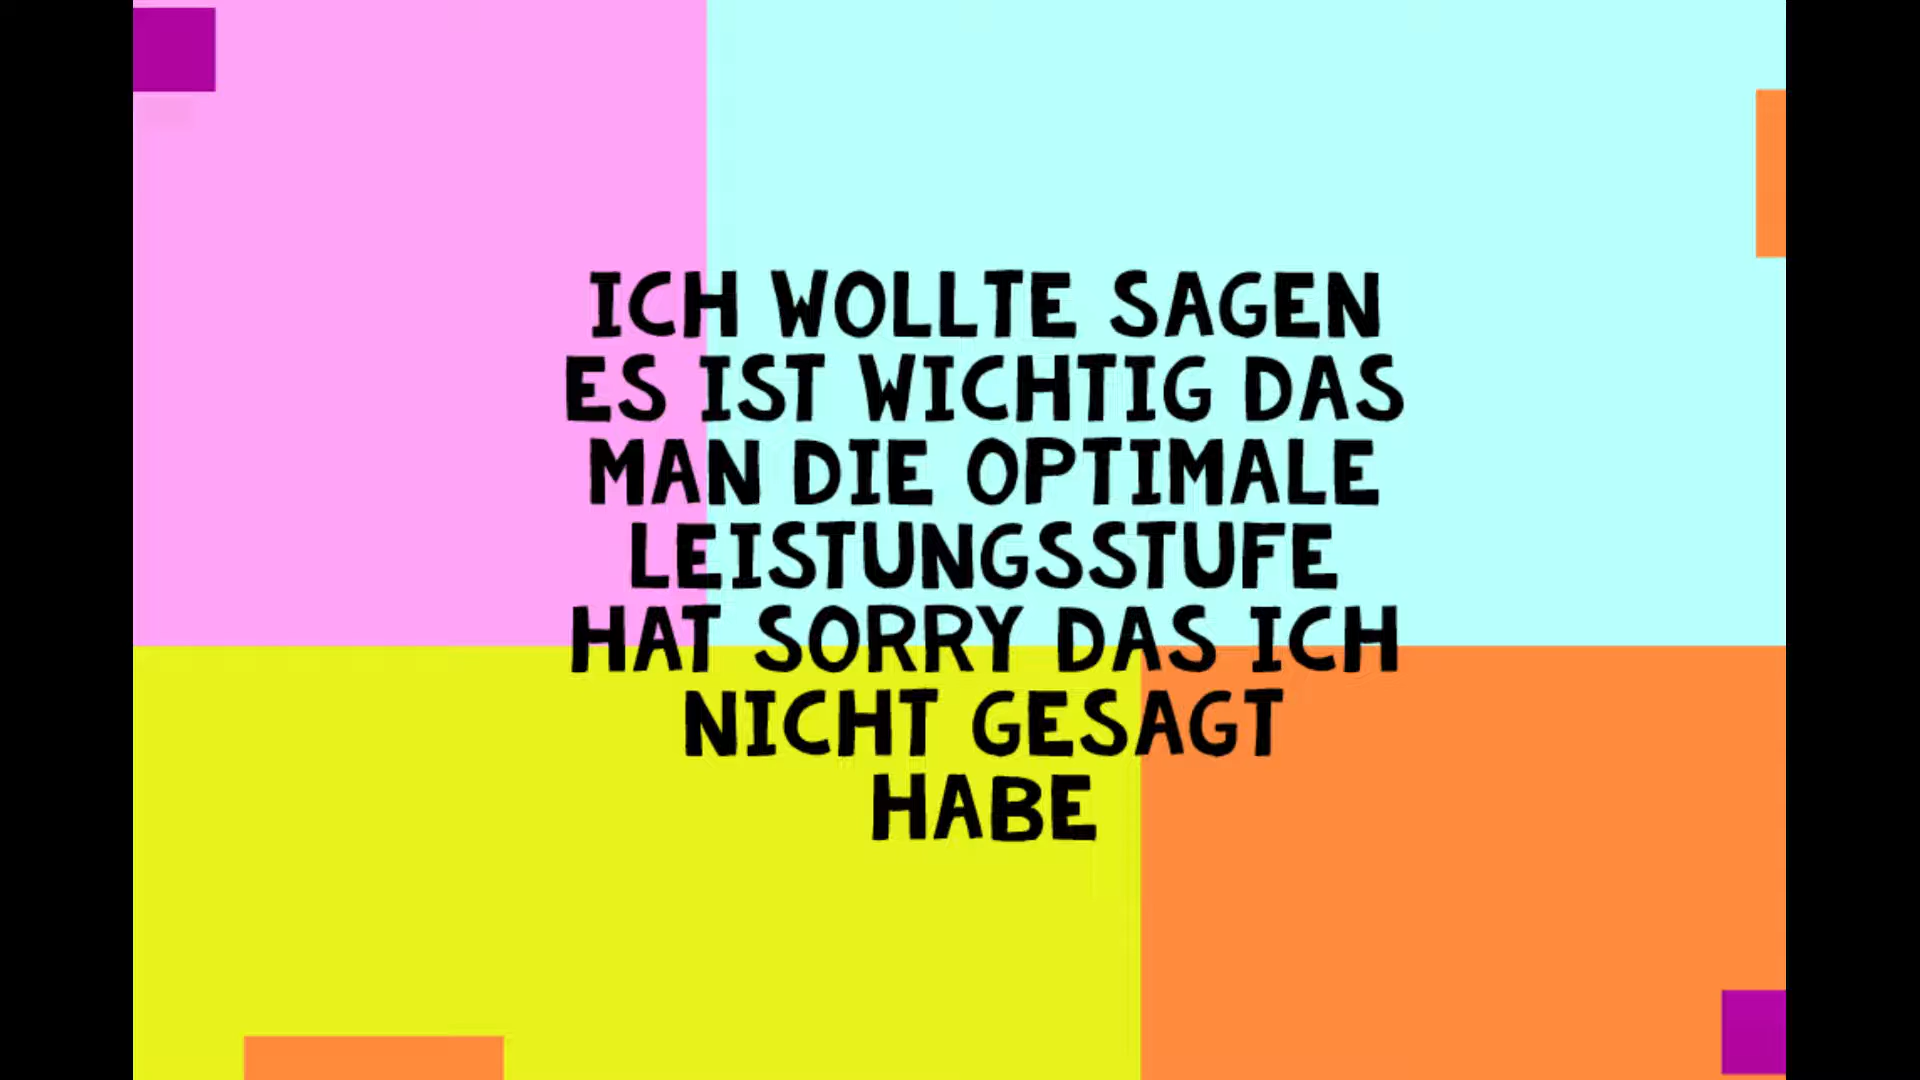 ICH WOLLTE SAGEN
ES IST WICHTIG DAS
MAN DIE OPTIMALE
LEISTUNGSSTUFE
HAT SORRY DAS ICH
NICHT GESAGT
HABE